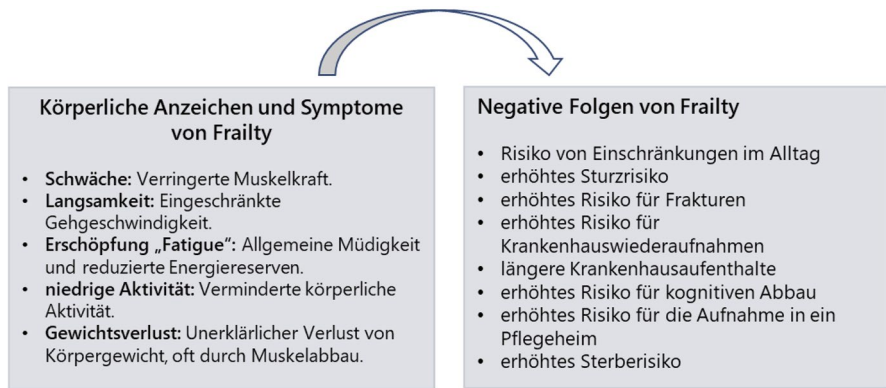 Körperliche Anzeichen und Symptome
von Frailty
• Schwäche: Verringerte Muskelkraft.
• Langsamkeit: Eingeschränkte
Gehgeschwindigkeit.
• Erschöpfung „Fatigue“: Allgemeine Müdigkeit
und reduzierte Energiereserven.
• niedrige Aktivität: Verminderte körperliche
Aktivität.
• Gewichtsverlust: Unerklärlicher Verlust von
Körpergewicht, oft durch Muskelabbau.
Negative Folgen von Frailty
• Risiko von Einschränkungen im Alltag
• erhöhtes Sturzrisiko
• erhöhtes Risiko für Frakturen
• erhöhtes Risiko für
Krankenhauswiederaufnahmen
• längere Krankenhausaufenthalte
• erhöhtes Risiko für kognitiven Abbau
• erhöhtes Risiko für die Aufnahme in ein
Pflegeheim
• erhöhtes Sterberisiko